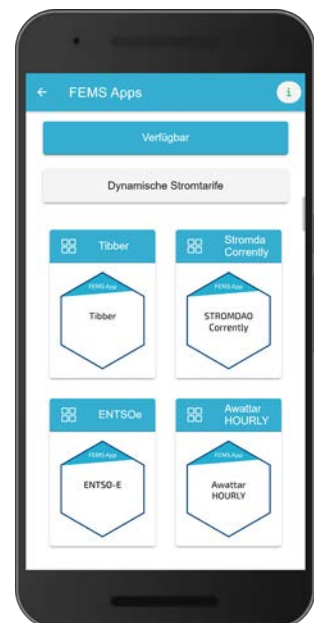 ← FEMS Apps i
Verfügbar
Dynamische Stromtarife
Tibber
FEMS App
Tibber
Stromda
Corrently
FEMS App
STROMDAO
Corrently
ENTSOe
FEMS App
ENTSO-E
Awattar
HOURLY
FEMS App
Awattar
HOURLY